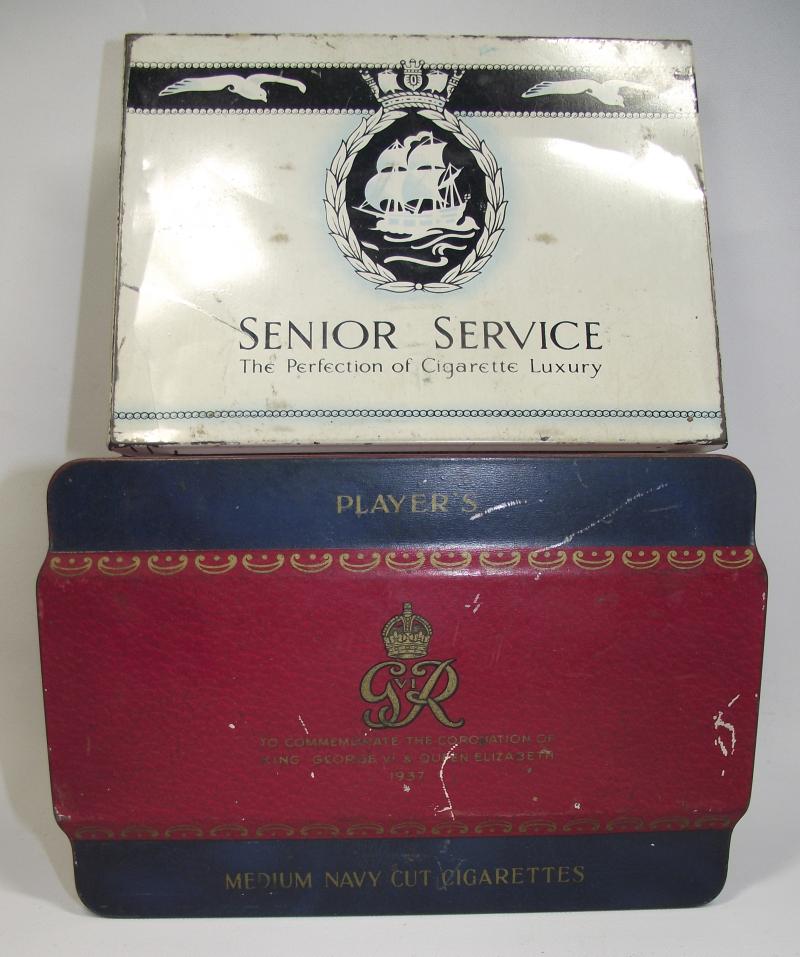 SENIOR SERVICE
The Perfection of Cigarette Luxury
PLAYER'S
G VI R
TO COMMEMORATE THE CORONATION OF
KING GEORGE VI & QUEEN ELIZABETH
1937
MEDIUM NAVY CUT CIGARETTES